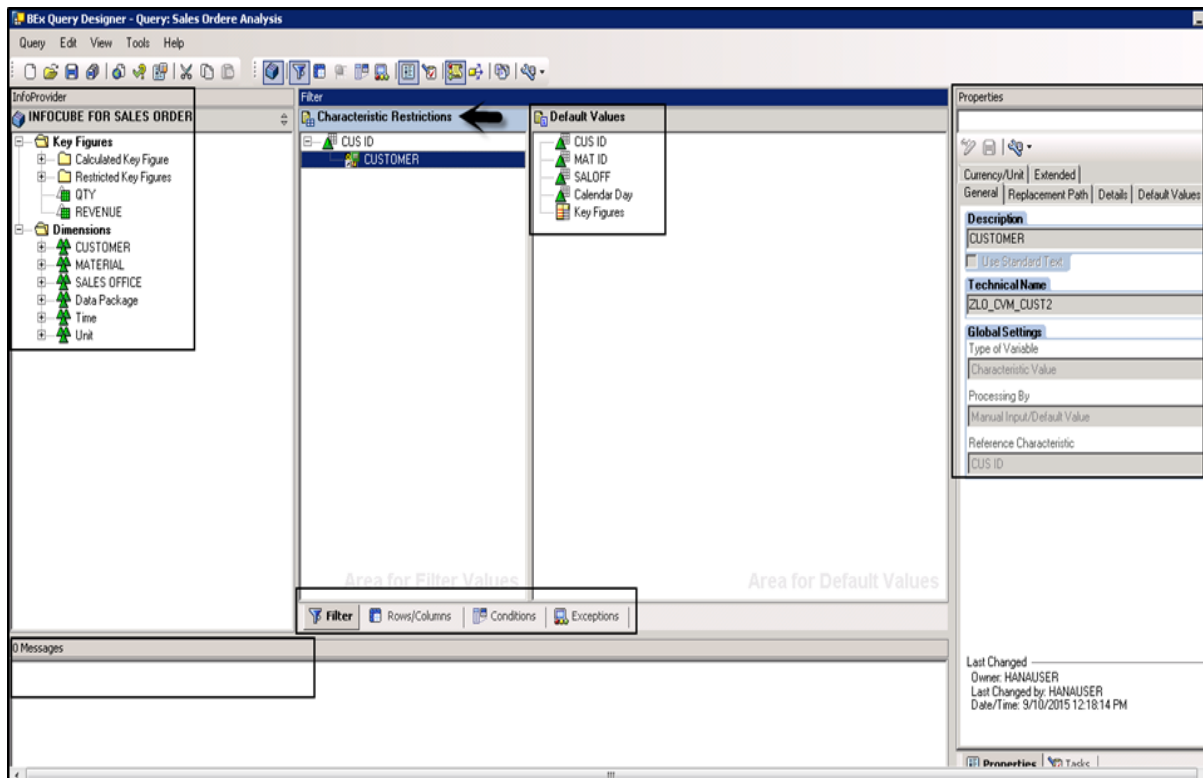 BEx Query Designer - Query: Sales Ordere Analysis
Query Edit View Tools Help
InfoProvider
INFOCUBE FOR SALES ORDER
Key Figures
Calculated Key Figure
Restricted Key Figures
QTY
REVENUE
Dimensions
CUSTOMER
MATERIAL
SALES OFFICE
Data Package
Time
Unit
Filter
Characteristic Restrictions
CUS ID
CUSTOMER
Area for Filter Values
Default Values
CUS ID
MAT ID
SALOFF
Calendar Day
Key Figures
Area for Default Values
Filter Rows/Columns Conditions Exceptions
0 Messages
Properties
Currency/Unit Extended
General Replacement Path Details Default Values
Description
CUSTOMER
Use Standard Text
Technical Name
ZLO_CVM_CUST2
Global Settings
Type of Variable
Characteristic Value
Processing By
Manual Input/Default Value
Reference Characteristic
CUS ID
Last Changed
Owner: HANAUSER
Last Changed by: HANAUSER
Date/Time: 9/10/2015 12:18:14 PM
Properties Tasks